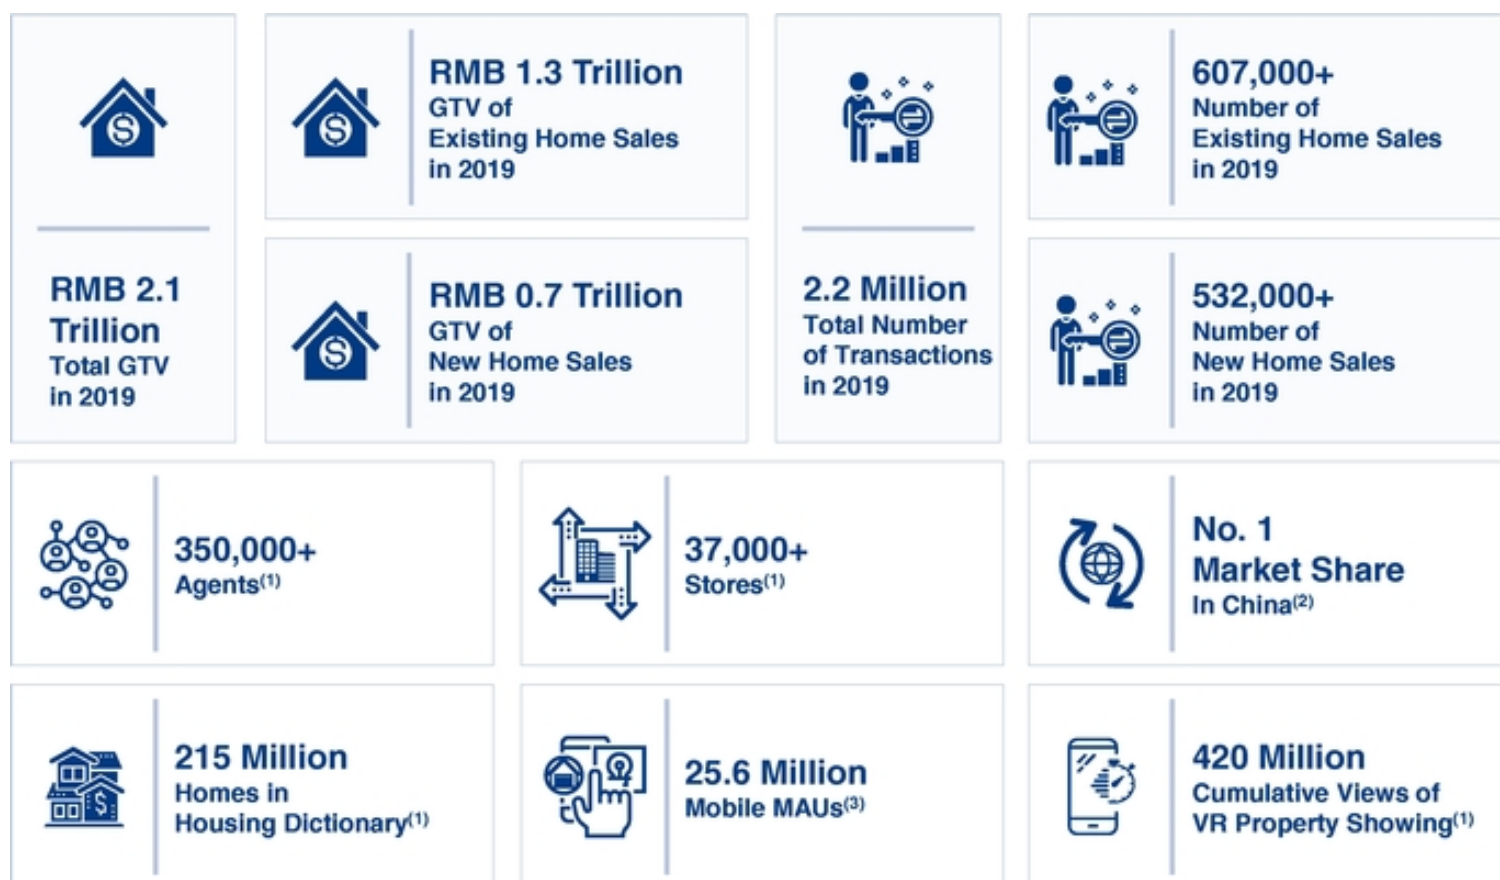 RMB 2.1
Trillion
Total GTV
in 2019
RMB 1.3 Trillion
GTV of
Existing Home Sales
in 2019
RMB 0.7 Trillion
GTV of
New Home Sales
in 2019
2.2 Million
Total Number
of Transactions
in 2019
607,000+
Number of
Existing Home Sales
in 2019
532,000+
Number of
New Home Sales
in 2019
350,000+
Agents(1)
37,000+
Stores(1)
No. 1
Market Share
In China(2)
215 Million
Homes in
Housing Dictionary(1)
25.6 Million
Mobile MAUs(3)
420 Million
Cumulative Views of
VR Property Showing(1)